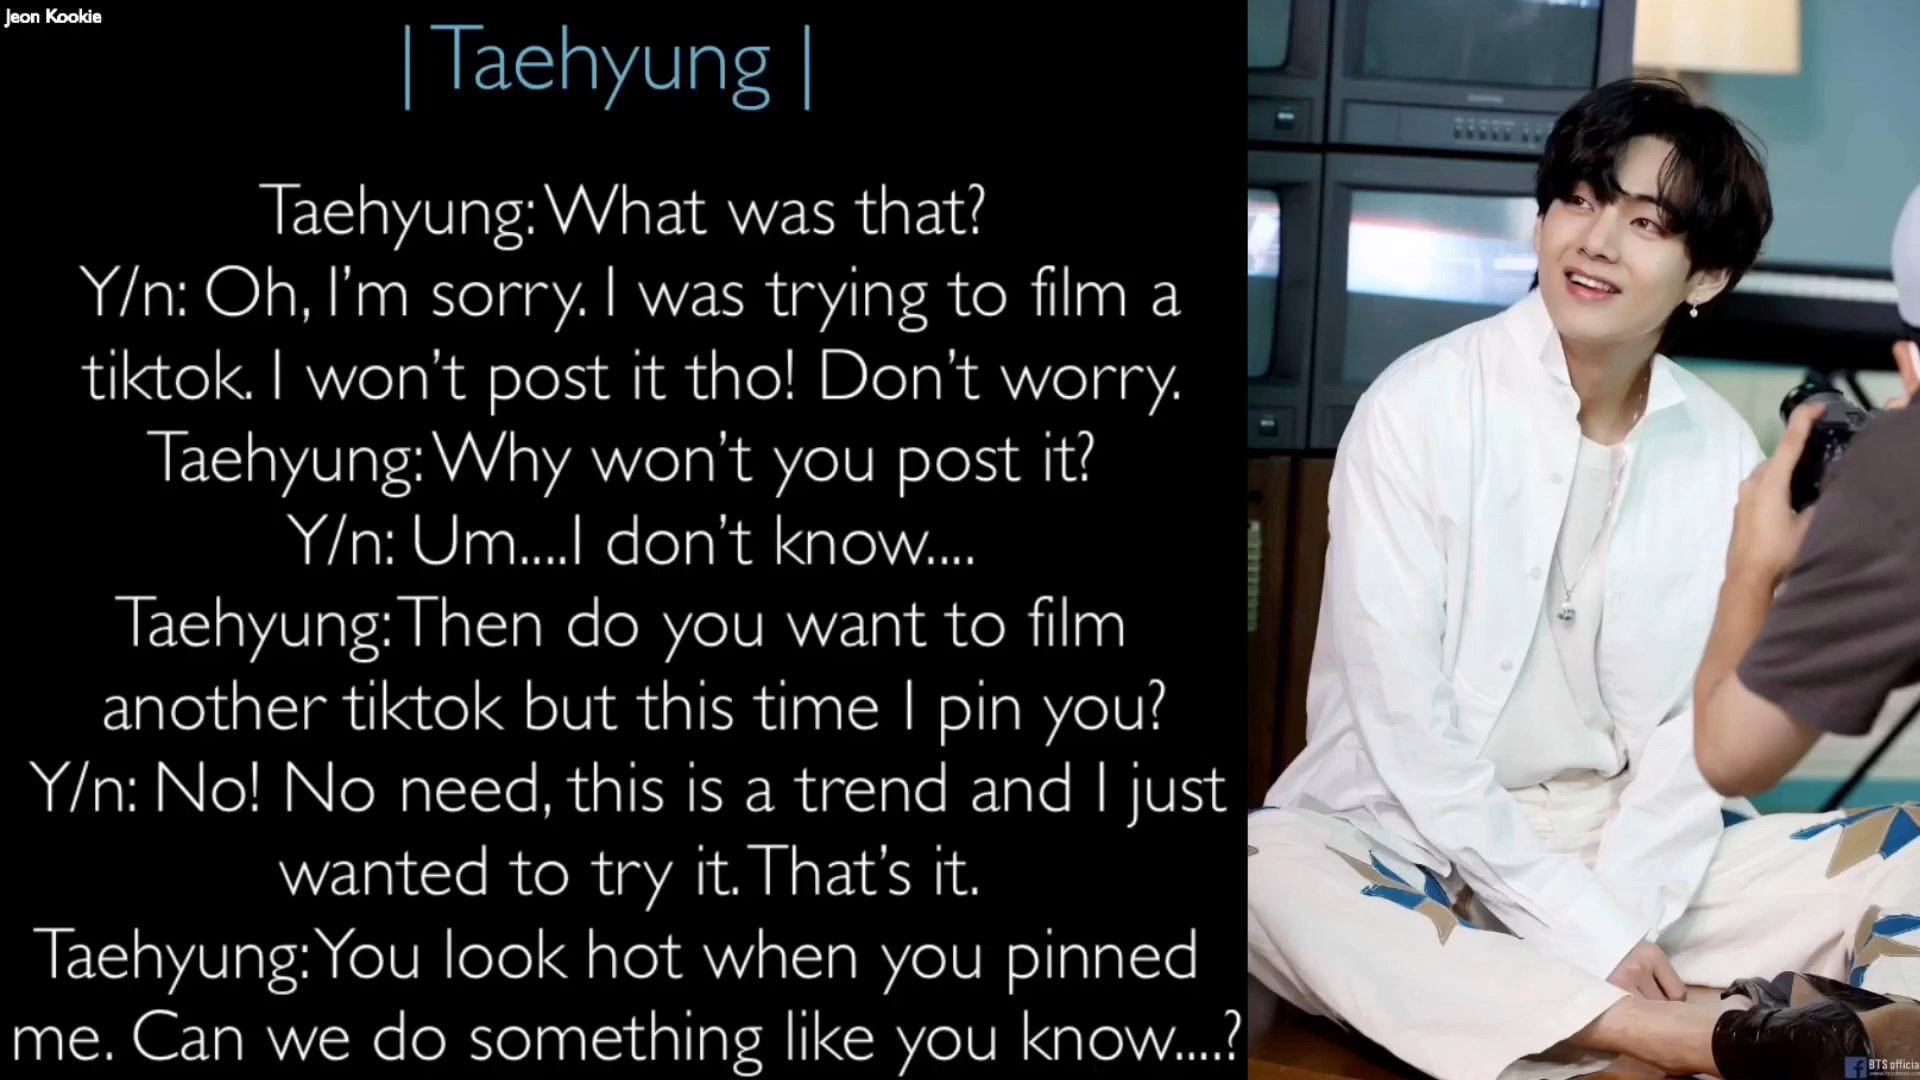 Jeon Kookie
| Taehyung |
Taehyung: What was that?
Y/n: Oh, I'm sorry. I was trying to film a
tiktok. I won't post it tho! Don't worry.
Taehyung: Why won't you post it?
Y/n: Um....I don't know....
Taehyung: Then do you want to film
another tiktok but this time I pin you?
Y/n: No! No need, this is a trend and I just
wanted to try it. That's it.
Taehyung: You look hot when you pinned
me. Can we do something like you know....?
BTS officia